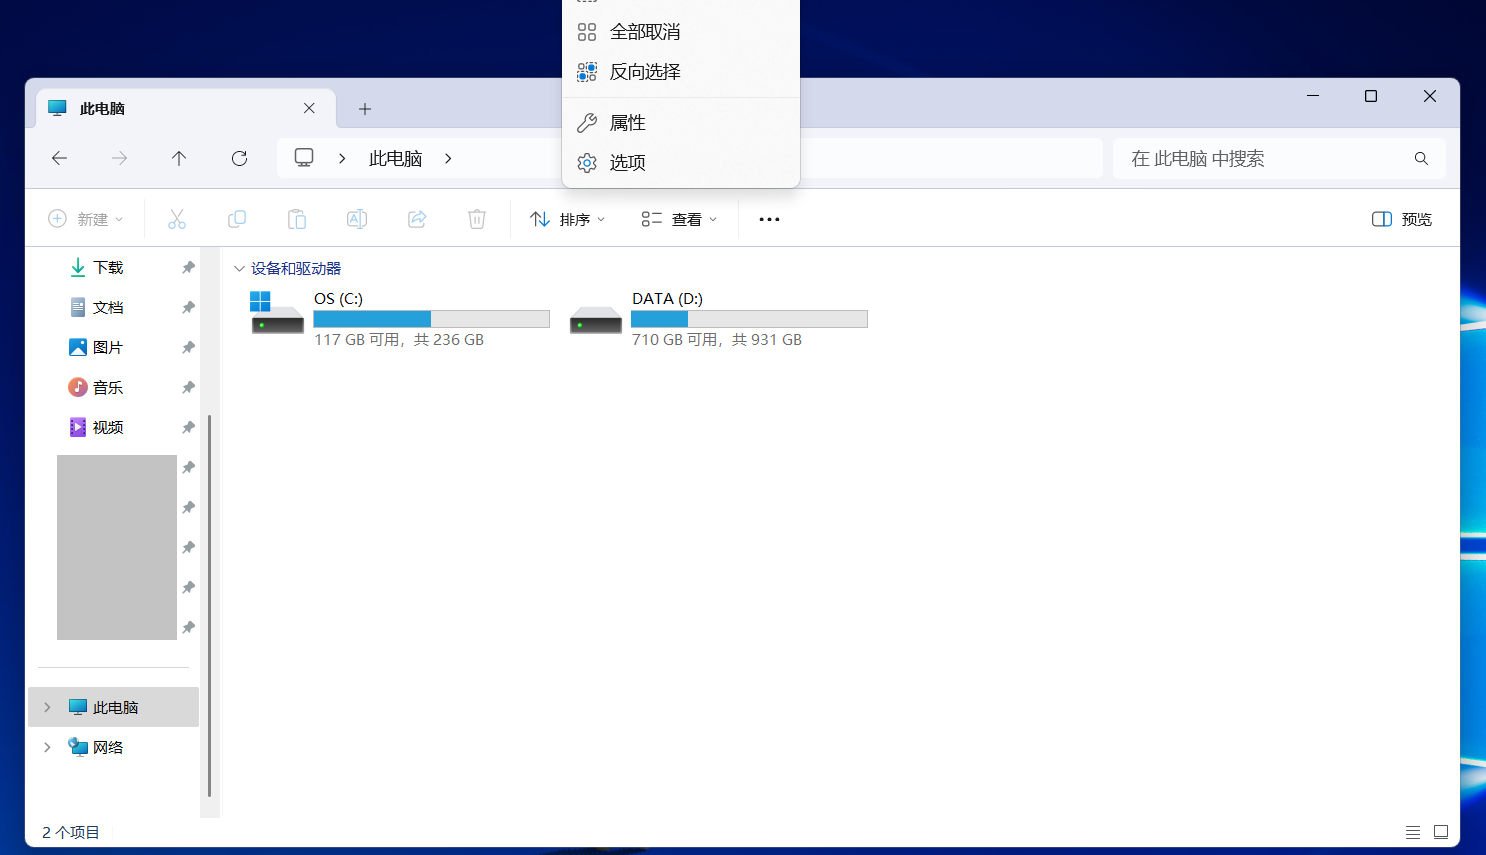 全部取消
反向选择
属性
选项
此电脑
此电脑
在 此电脑 中搜索
新建
排序
查看
预览
下载
文档
图片
音乐
视频
此电脑
网络
设备和驱动器
OS (C:)
117 GB 可用，共 236 GB
DATA (D:)
710 GB 可用，共 931 GB
2 个项目